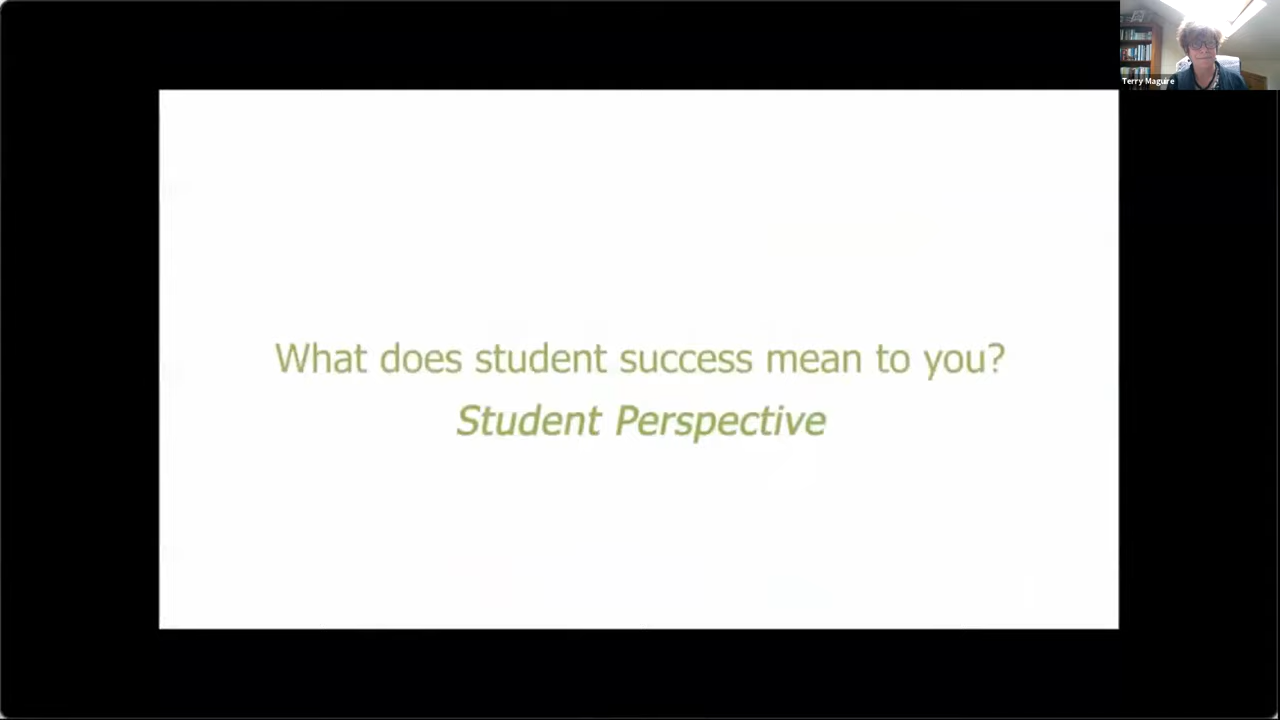 Terry Maguire
What does student success mean to you?
Student Perspective